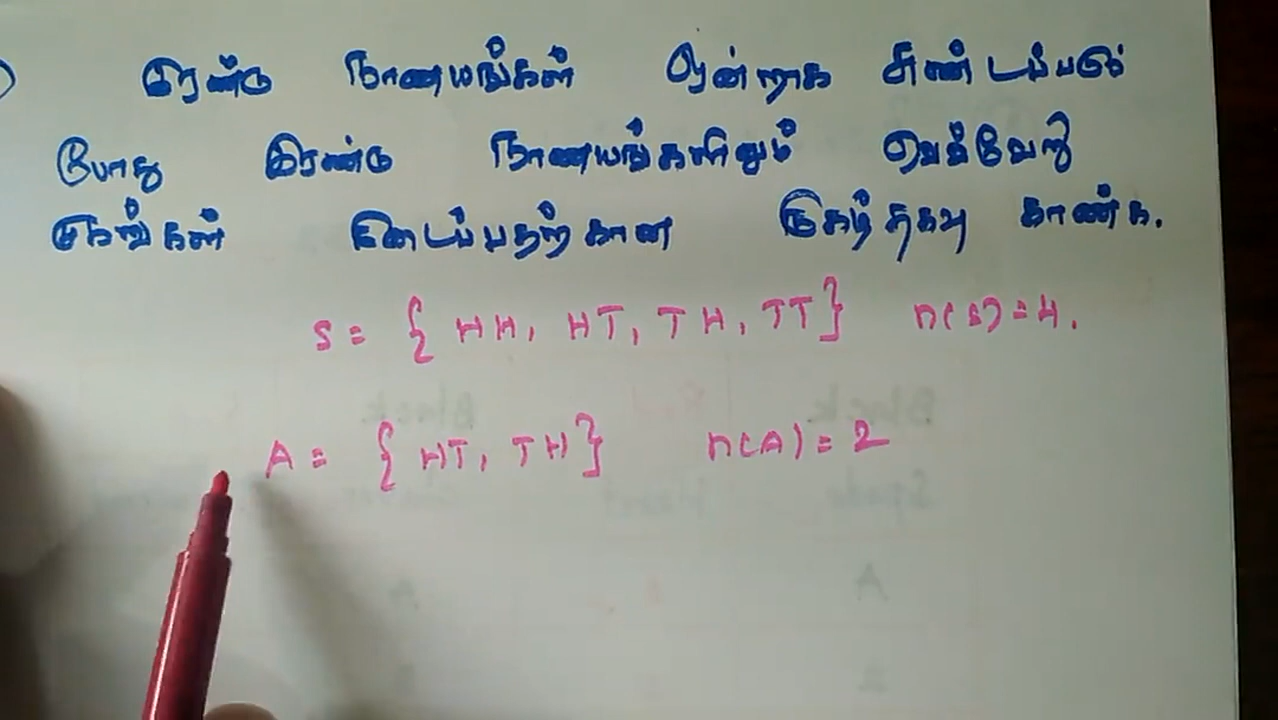 இரண்டு நாணயங்கள் ஒன்றாக சுண்டப்படும்
போது இரண்டு நாணயங்களிலும் வெவ்வேறு
முகங்கள் கிடைப்பதற்கான நிகழ்தகவு காண்க.
S = { HH, HT, TH, TT } n(S) = 4.
A = { HT, TH } n(A) = 2